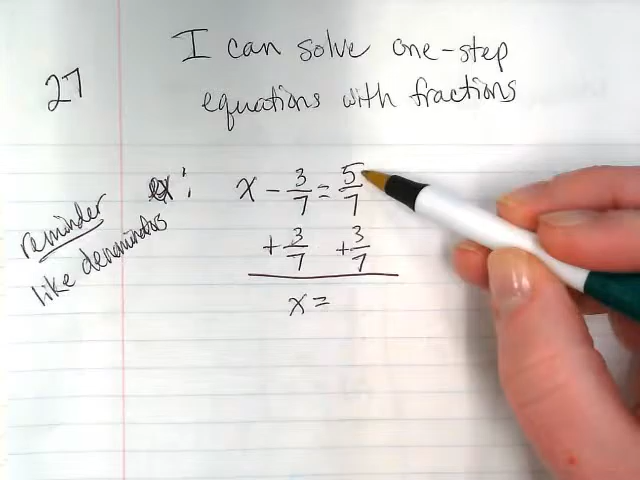 27
I can solve one-step
equations with fractions
reminder
like denominators
ex:
x - 3/7 = 5/7
+ 3/7 + 3/7
x =